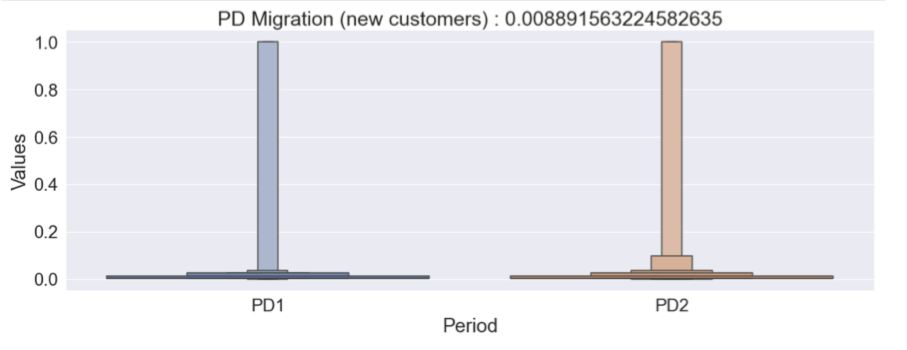 PD Migration (new customers) : 0.008891563224582635
1.0
0.8
0.6
0.4
0.2
0.0
Values
PD1 PD2
Period